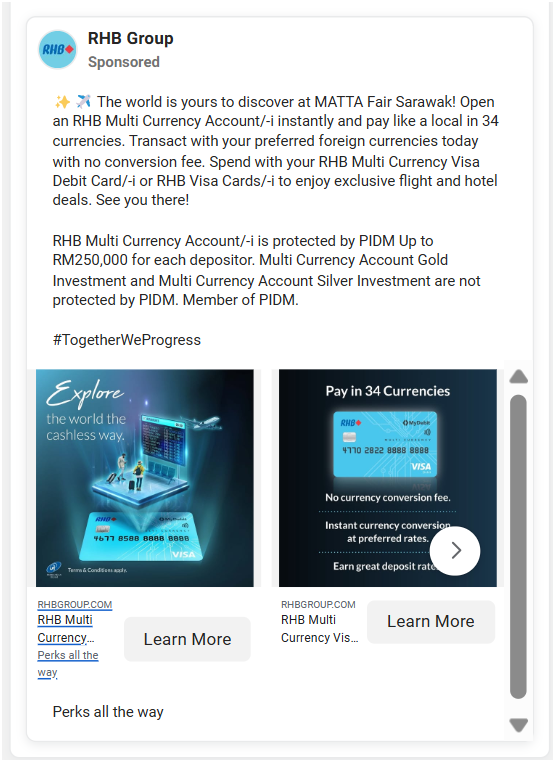 RHB
RHB Group
Sponsored
✨ ✈️ The world is yours to discover at MATTA Fair Sarawak! Open
an RHB Multi Currency Account/-i instantly and pay like a local in 34
currencies. Transact with your preferred foreign currencies today
with no conversion fee. Spend with your RHB Multi Currency Visa
Debit Card/-i or RHB Visa Cards/-i to enjoy exclusive flight and hotel
deals. See you there!
RHB Multi Currency Account/-i is protected by PIDM Up to
RM250,000 for each depositor. Multi Currency Account Gold
Investment and Multi Currency Account Silver Investment are not
protected by PIDM. Member of PIDM.
#TogetherWeProgress
Explore
the world the
cashless way.
RHB
MyDebit
4677 8588 8888 8888
VISA
Terms & Conditions apply.
Pay in 34 Currencies
RHB
MyDebit
MULTI CURRENCY
4770 2822 8888 8888
VISA
No currency conversion fee.
Instant currency conversion
at preferred rates.
Earn great deposit rate
RHBGROUP.COM
RHB Multi
Currency…
Perks all the
way
Learn More
RHBGROUP.COM
RHB Multi
Currency Vis…
Learn More
Perks all the way